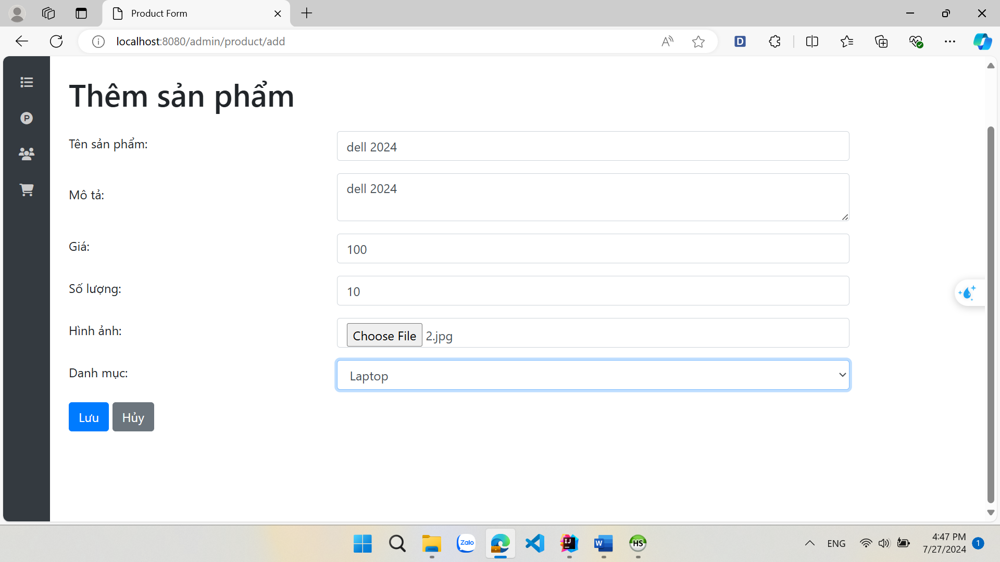 Product Form
localhost:8080/admin/product/add
Thêm sản phẩm
Tên sản phẩm:
dell 2024
Mô tả:
dell 2024
Giá:
100
Số lượng:
10
Hình ảnh:
Choose File 2.jpg
Danh mục:
Laptop
Lưu
Hủy
ENG
4:47 PM
7/27/2024
1
D
P
Zalo
IJ
W
HS